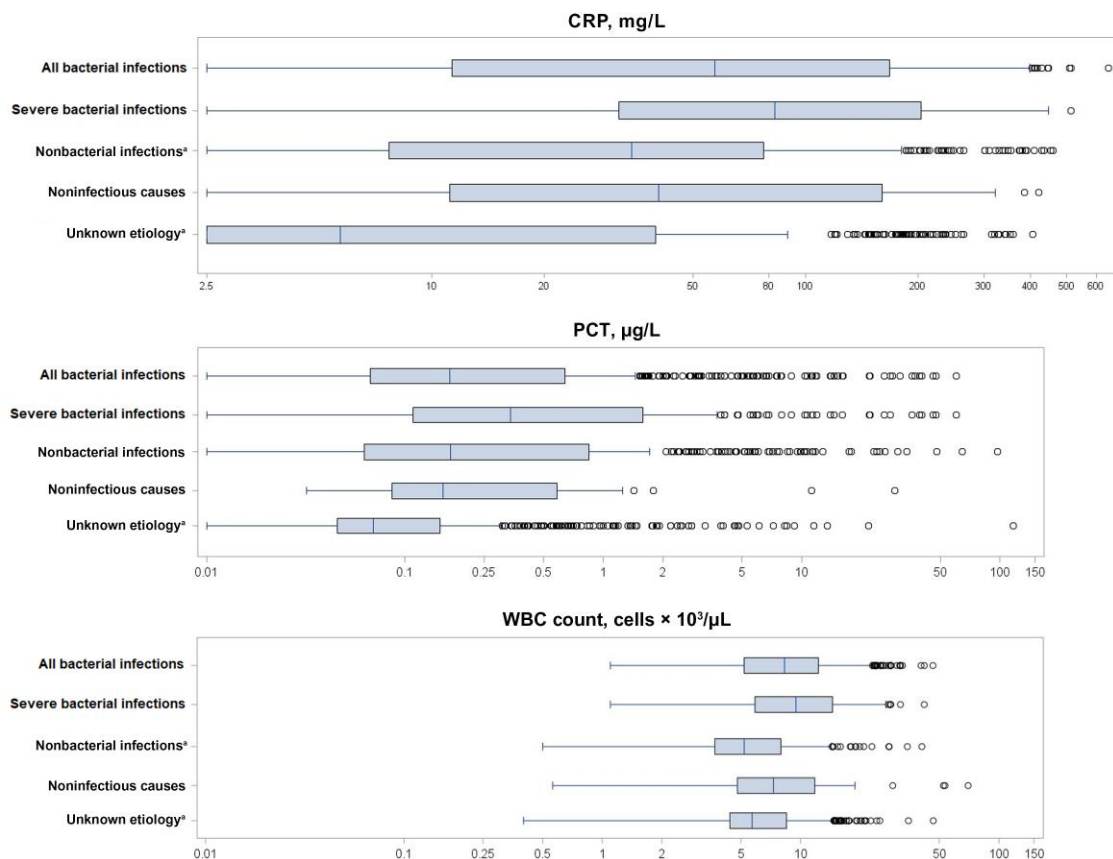 CRP, mg/L
All bacterial infections
Severe bacterial infections
Nonbacterial infectionsᵃ
Noninfectious causes
Unknown etiologyᵃ
2.5 10 20 50 80 100 200 300 400 500 600
PCT, µg/L
All bacterial infections
Severe bacterial infections
Nonbacterial infections
Noninfectious causes
Unknown etiologyᵃ
0.01 0.1 0.25 0.5 1 2 5 10 50 100 150
WBC count, cells × 10³/µL
All bacterial infections
Severe bacterial infections
Nonbacterial infectionsᵃ
Noninfectious causes
Unknown etiologyᵃ
0.01 0.1 0.5 1 5 10 50 100 150